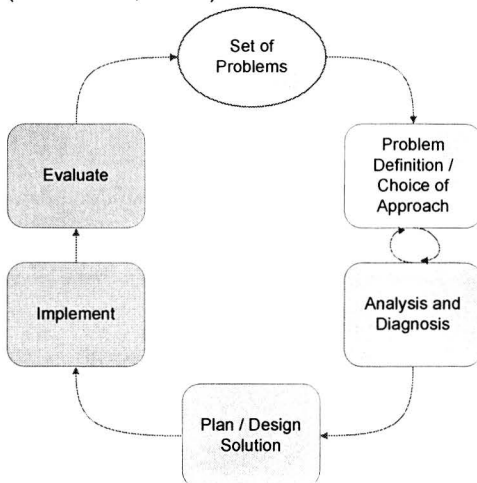 Set of
Problems
Problem
Definition /
Choice of
Approach
Analysis and
Diagnosis
Plan / Design
Solution
Implement
Evaluate